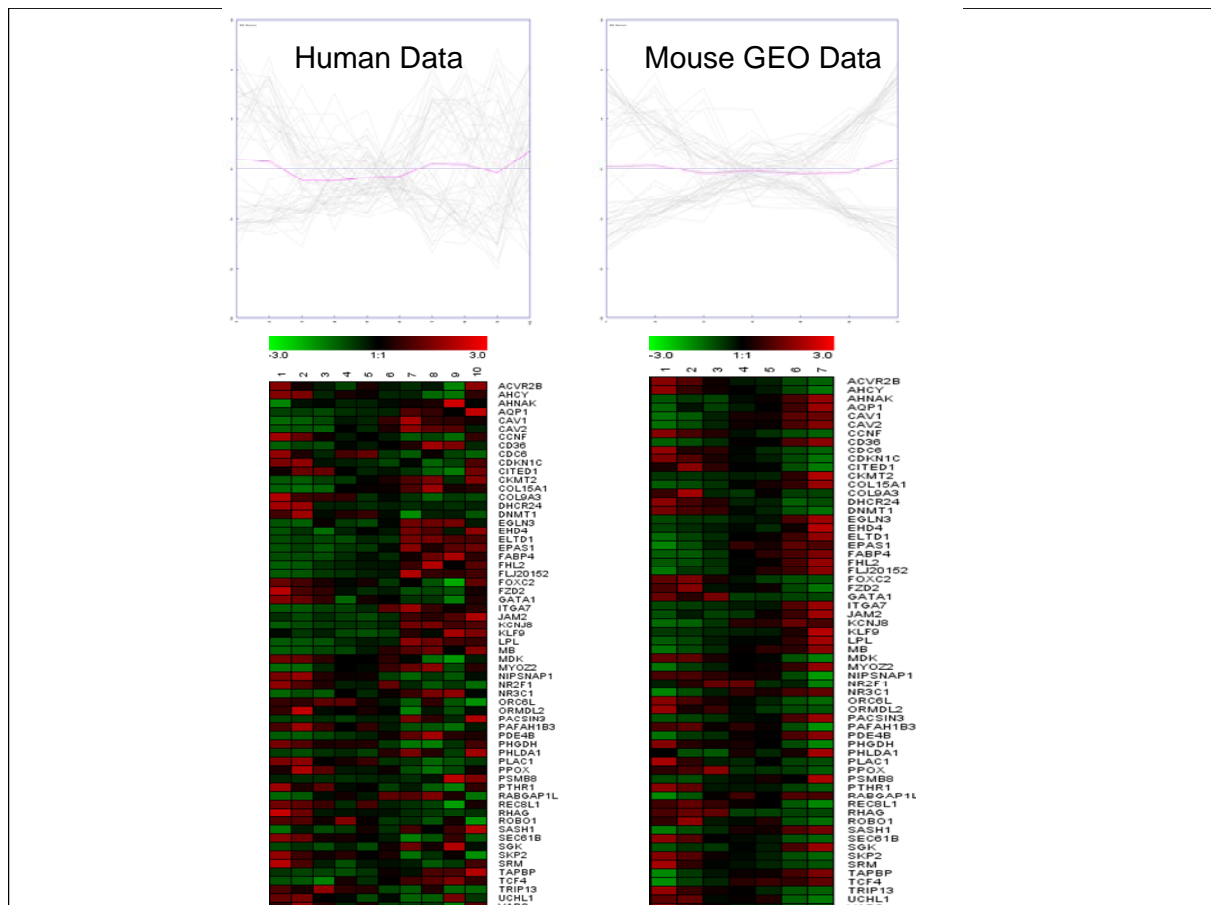 Human Data
Mouse GEO Data
-3.0 1:1 3.0
-3.0 1:1 3.0
1 2 3 4 5 6 7 8 9 10
1 2 3 4 5 6 7
ACVR2B
AHCY
AHNAK
AQP1
CAV1
CAV2
CCNF
CD36
CDC6
CDKN1C
CITED1
CKMT2
COL15A1
COL9A3
DHCR24
DNMT1
EGLN3
EHD4
ELTD1
EPAS1
FABP4
FHL2
FLJ20152
FOXC2
FZD2
GATA1
ITGA7
JAM2
KCNJ8
KLF9
LPL
MB
MDK
MYOZ2
NIPSNAP1
NR2F1
NR3C1
ORC6L
ORMDL2
PACSIN3
PAFAH1B3
PDE4B
PHGDH
PHLDA1
PLAC1
PPOX
PSMB8
PTHR1
RABGAP1L
REC8L1
RHAG
ROBO1
SASH1
SEC61B
SGK
SKP2
SRM
TAPBP
TCF4
TRIP13
UCHL1
ACVR2B
AHCY
AHNAK
AQP1
CAV1
CAV2
CCNF
CD36
CDC6
CDKN1C
CITED1
CKMT2
COL15A1
COL9A3
DHCR24
DNMT1
EGLN3
EHD4
ELTD1
EPAS1
FABP4
FHL2
FLJ20152
FOXC2
FZD2
GATA1
ITGA7
JAM2
KCNJ8
KLF9
LPL
MB
MDK
MYOZ2
NIPSNAP1
NR2F1
NR3C1
ORC6L
ORMDL2
PACSIN3
PAFAH1B3
PDE4B
PHGDH
PHLDA1
PLAC1
PPOX
PSMB8
PTHR1
RABGAP1L
REC8L1
RHAG
ROBO1
SASH1
SEC61B
SGK
SKP2
SRM
TAPBP
TCF4
TRIP13
UCHL1